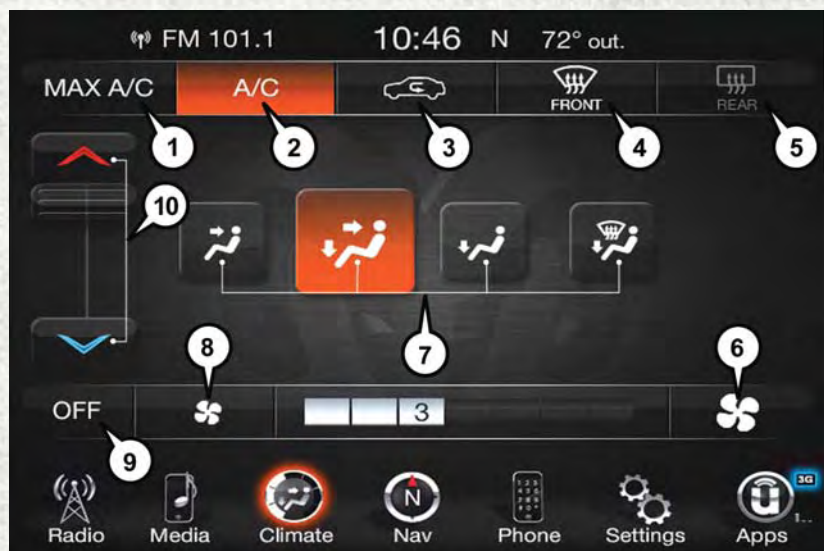 FM 101.1 10:46 N 72° out.
MAX A/C A/C FRONT REAR
1 2 3 4 5
10
7
8 6
OFF 3
9
N 3G
1..
Radio Media Climate Nav Phone Settings Apps